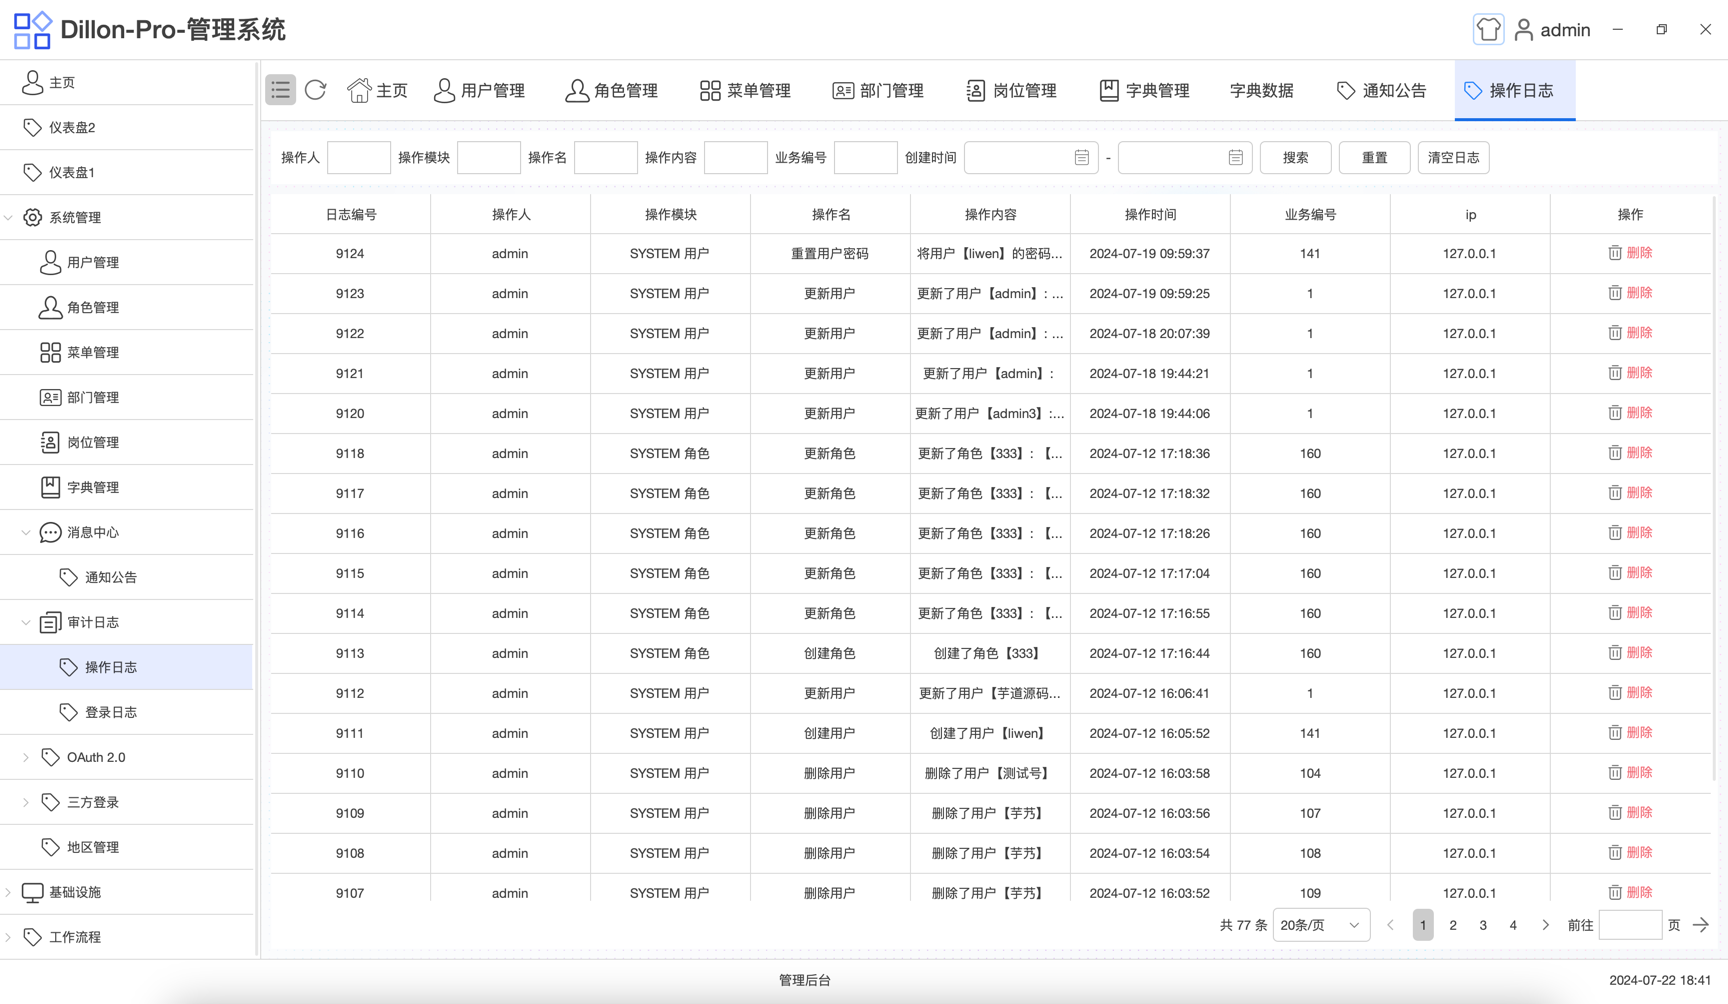 Dillon-Pro-管理系统
admin
主页
仪表盘2
仪表盘1
系统管理
用户管理
角色管理
菜单管理
部门管理
岗位管理
字典管理
消息中心
通知公告
审计日志
操作日志
登录日志
OAuth 2.0
三方登录
地区管理
基础设施
工作流程
主页 用户管理 角色管理 菜单管理 部门管理 岗位管理 字典管理 字典数据 通知公告 操作日志
操作人 操作模块 操作名 操作内容 业务编号 创建时间 - 搜索 重置 清空日志
日志编号 操作人 操作模块 操作名 操作内容 操作时间 业务编号 ip 操作
9124 admin SYSTEM 用户 重置用户密码 将用户【liwen】的密码... 2024-07-19 09:59:37 141 127.0.0.1 删除
9123 admin SYSTEM 用户 更新用户 更新了用户【admin】: ... 2024-07-19 09:59:25 1 127.0.0.1 删除
9122 admin SYSTEM 用户 更新用户 更新了用户【admin】: ... 2024-07-18 20:07:39 1 127.0.0.1 删除
9121 admin SYSTEM 用户 更新用户 更新了用户【admin】: 2024-07-18 19:44:21 1 127.0.0.1 删除
9120 admin SYSTEM 用户 更新用户 更新了用户【admin3】:... 2024-07-18 19:44:06 1 127.0.0.1 删除
9118 admin SYSTEM 角色 更新角色 更新了角色【333】: 【... 2024-07-12 17:18:36 160 127.0.0.1 删除
9117 admin SYSTEM 角色 更新角色 更新了角色【333】: 【... 2024-07-12 17:18:32 160 127.0.0.1 删除
9116 admin SYSTEM 角色 更新角色 更新了角色【333】: 【... 2024-07-12 17:18:26 160 127.0.0.1 删除
9115 admin SYSTEM 角色 更新角色 更新了角色【333】: 【... 2024-07-12 17:17:04 160 127.0.0.1 删除
9114 admin SYSTEM 角色 更新角色 更新了角色【333】: 【... 2024-07-12 17:16:55 160 127.0.0.1 删除
9113 admin SYSTEM 角色 创建角色 创建了角色【333】 2024-07-12 17:16:44 160 127.0.0.1 删除
9112 admin SYSTEM 用户 更新用户 更新了用户【芋道源码... 2024-07-12 16:06:41 1 127.0.0.1 删除
9111 admin SYSTEM 用户 创建用户 创建了用户【liwen】 2024-07-12 16:05:52 141 127.0.0.1 删除
9110 admin SYSTEM 用户 删除用户 删除了用户【测试号】 2024-07-12 16:03:58 104 127.0.0.1 删除
9109 admin SYSTEM 用户 删除用户 删除了用户【芋艿】 2024-07-12 16:03:56 107 127.0.0.1 删除
9108 admin SYSTEM 用户 删除用户 删除了用户【芋艿】 2024-07-12 16:03:54 108 127.0.0.1 删除
9107 admin SYSTEM 用户 删除用户 删除了用户【芋艿】 2024-07-12 16:03:52 109 127.0.0.1 删除
共 77 条 20条/页 1 2 3 4 前往 页
管理后台
2024-07-22 18:41